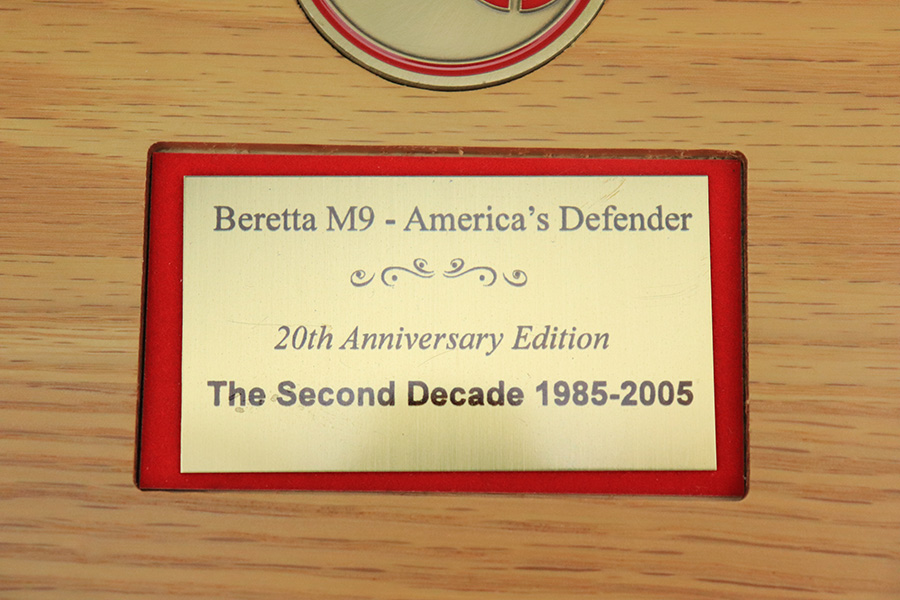 Beretta M9 - America's Defender
20th Anniversary Edition
The Second Decade 1985-2005